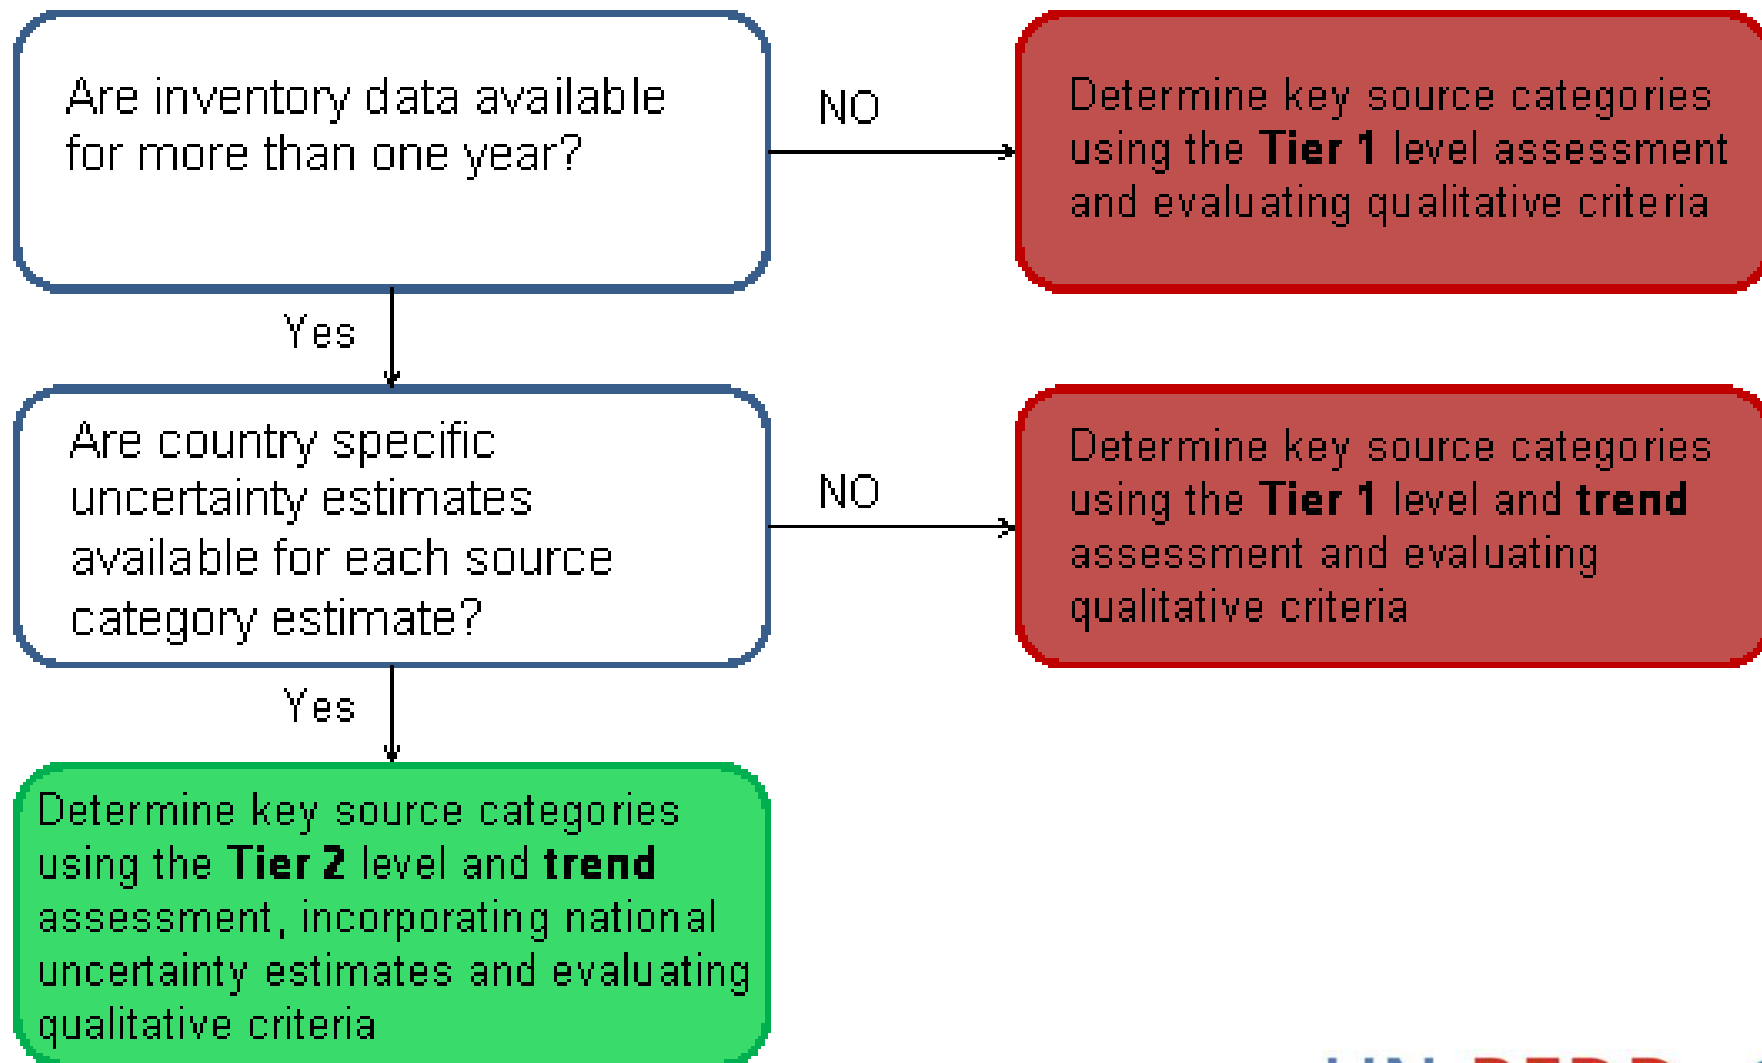 Are inventory data available
for more than one year?
NO
Determine key source categories
using the Tier 1 level assessment
and evaluating qualitative criteria
Yes
Are country specific
uncertainty estimates
available for each source
category estimate?
NO
Determine key source categories
using the Tier 1 level and trend
assessment and evaluating
qualitative criteria
Yes
Determine key source categories
using the Tier 2 level and trend
assessment, incorporating national
uncertainty estimates and evaluating
qualitative criteria